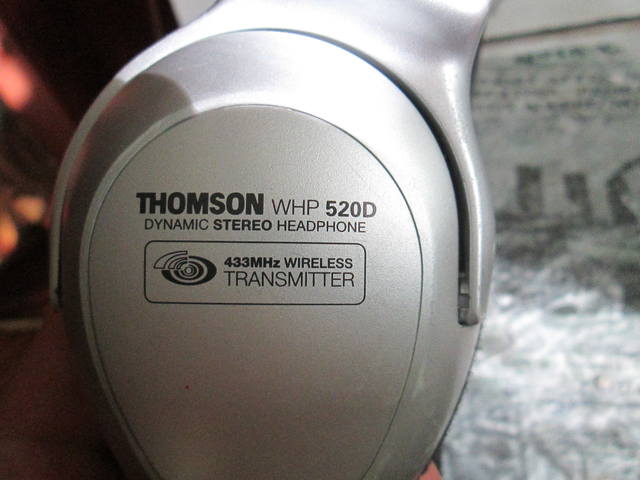 THOMSON WHP 520D
DYNAMIC STEREO HEADPHONE
433MHz WIRELESS
TRANSMITTER